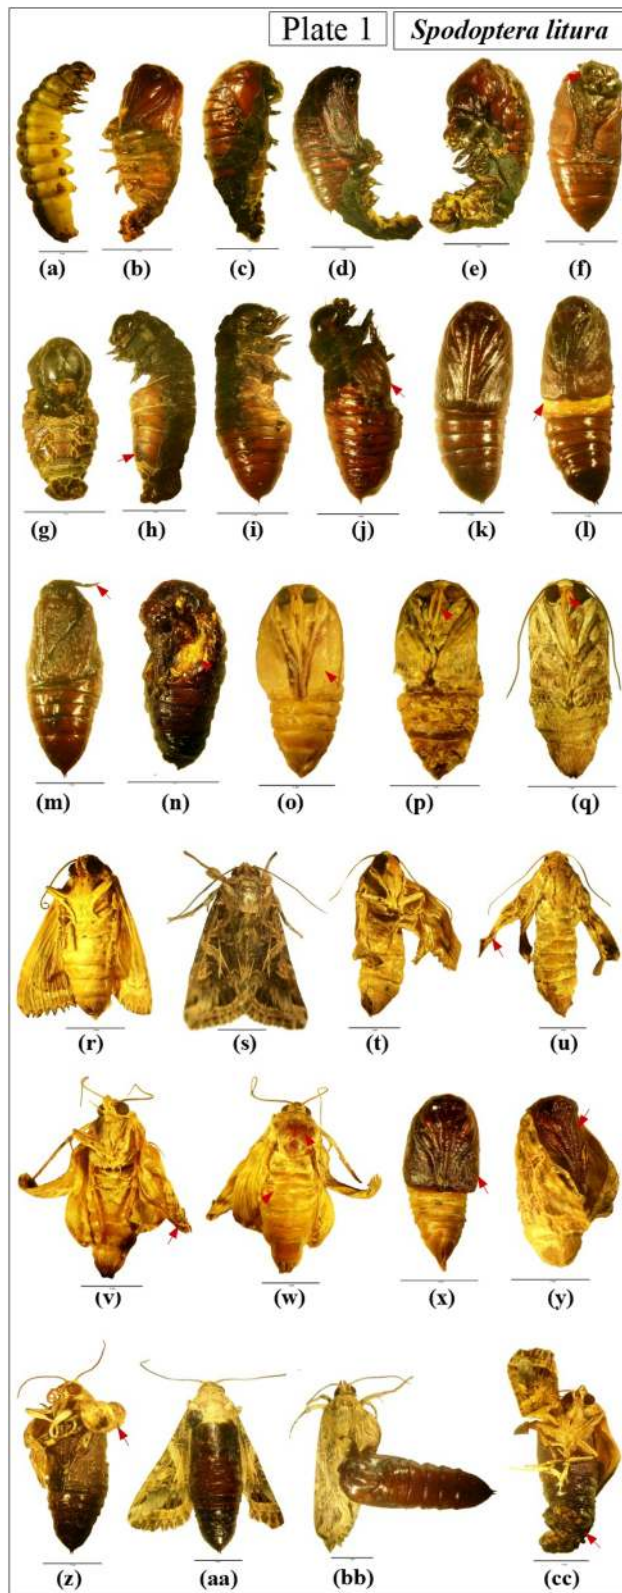 Plate 1 Spodoptera litura
(a) (b) (c) (d) (e) (f)
(g) (h) (i) (j) (k) (l)
(m) (n) (o) (p) (q)
(r) (s) (t) (u)
(v) (w) (x) (y)
(z) (aa) (bb) (cc)